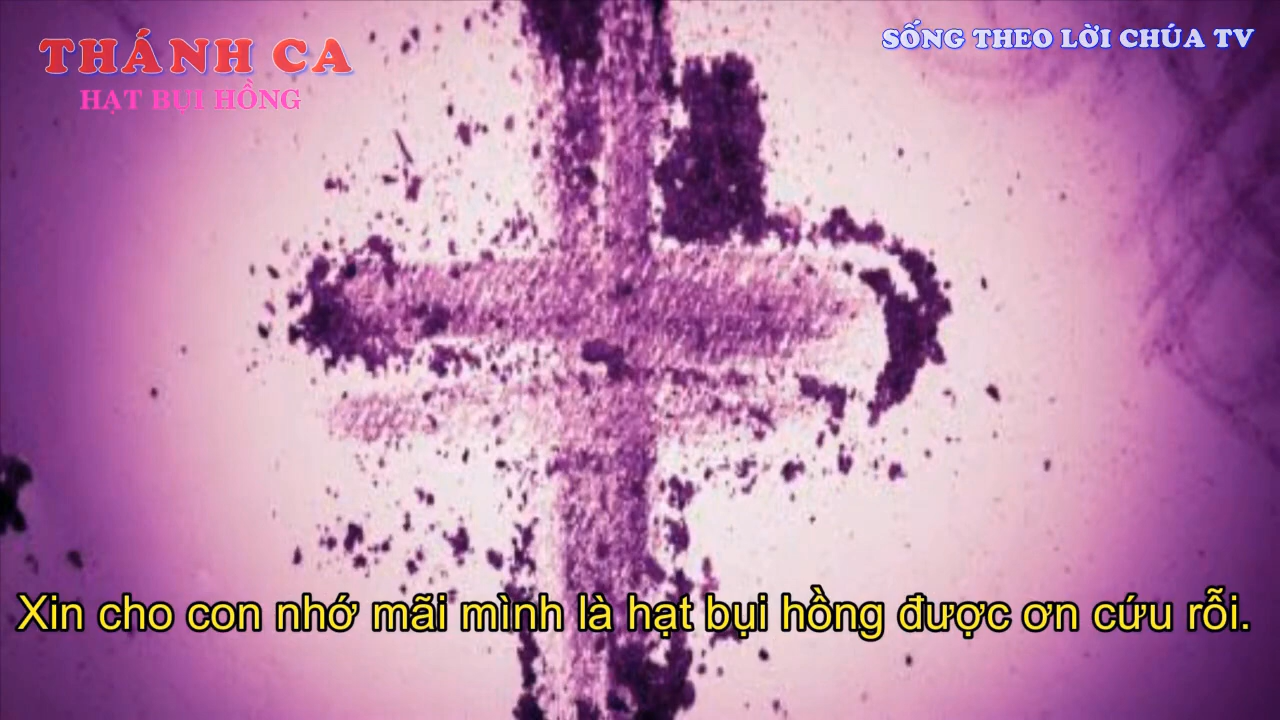 THÁNH CA
HẠT BỤI HỒNG
SỐNG THEO LỜI CHÚA TV
Xin cho con nhớ mãi mình là hạt bụi hồng được ơn cứu rỗi.